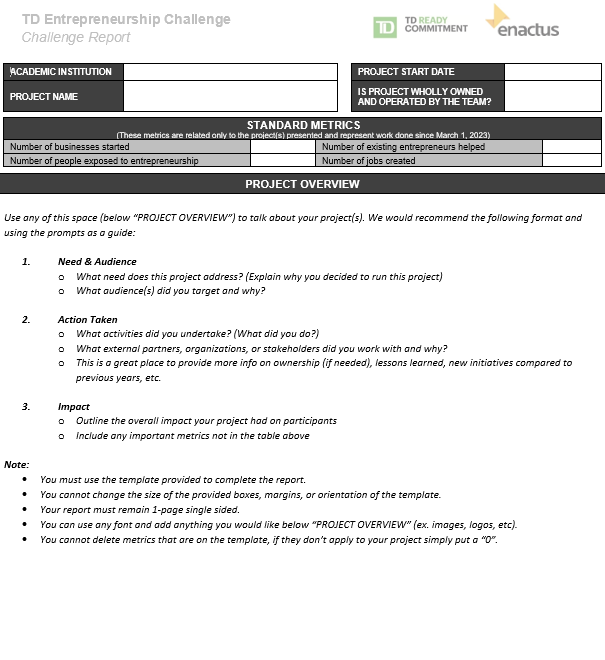 TD Entrepreneurship Challenge
Challenge Report
TD
TD READY
COMMITMENT
enactus
ACADEMIC INSTITUTION
PROJECT START DATE
PROJECT NAME
IS PROJECT WHOLLY OWNED
AND OPERATED BY THE TEAM?
STANDARD METRICS
(These metrics are related only to the project(s) presented and represent work done since March 1, 2023)
Number of businesses started
Number of existing entrepreneurs helped
Number of people exposed to entrepreneurship
Number of jobs created
PROJECT OVERVIEW
Use any of this space (below “PROJECT OVERVIEW”) to talk about your project(s). We would recommend the following format and
using the prompts as a guide:
1. Need & Audience
o What need does this project address? (Explain why you decided to run this project)
o What audience(s) did you target and why?
2. Action Taken
o What activities did you undertake? (What did you do?)
o What external partners, organizations, or stakeholders did you work with and why?
o This is a great place to provide more info on ownership (if needed), lessons learned, new initiatives compared to
previous years, etc.
3. Impact
o Outline the overall impact your project had on participants
o Include any important metrics not in the table above
Note:
• You must use the template provided to complete the report.
• You cannot change the size of the provided boxes, margins, or orientation of the template.
• Your report must remain 1-page single sided.
• You can use any font and add anything you would like below “PROJECT OVERVIEW” (ex. images, logos, etc).
• You cannot delete metrics that are on the template, if they don’t apply to your project simply put a “0”.